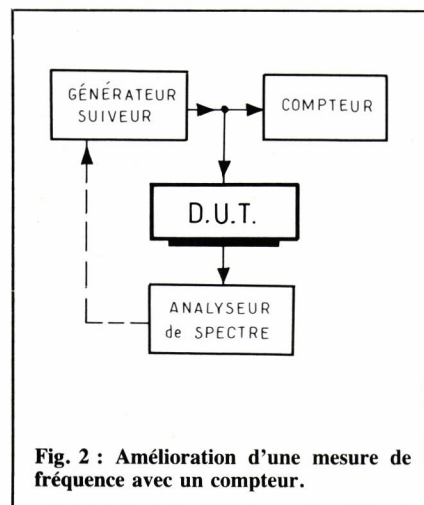 GÉNÉRATEUR
SUIVEUR
COMPTEUR
D.U.T.
ANALYSEUR
de SPECTRE
Fig. 2 : Amélioration d'une mesure de
fréquence avec un compteur.